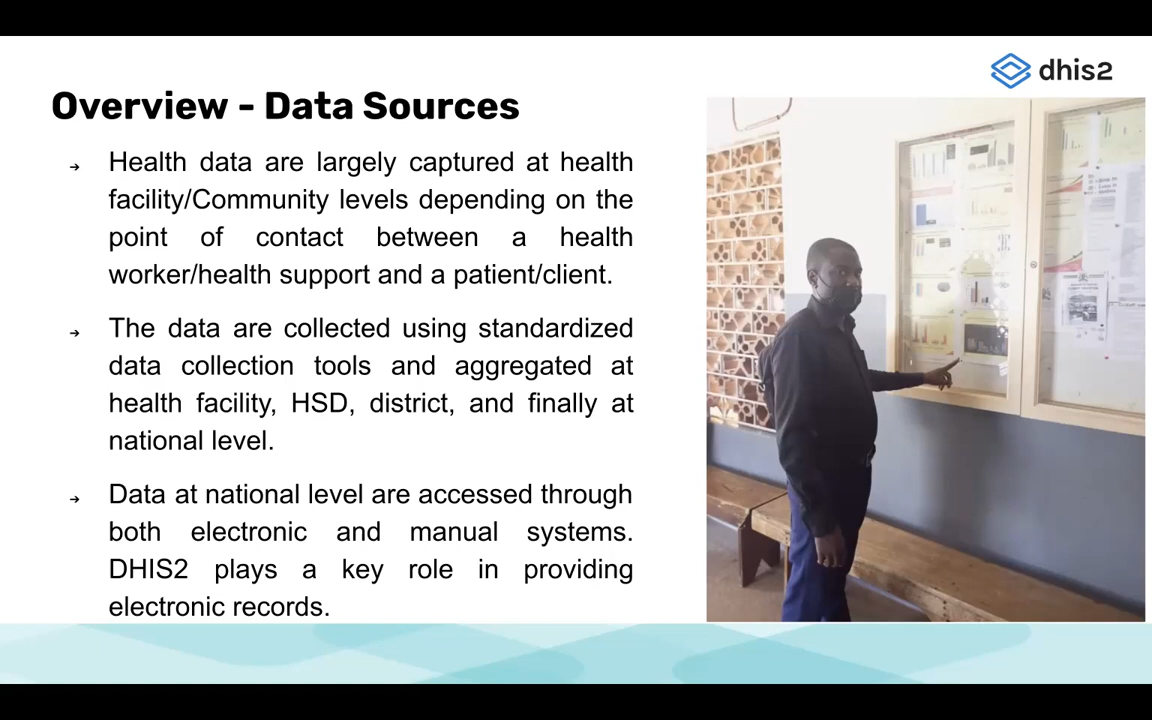 dhis2
Overview - Data Sources
→ Health data are largely captured at health
facility/Community levels depending on the
point of contact between a health
worker/health support and a patient/client.
→ The data are collected using standardized
data collection tools and aggregated at
health facility, HSD, district, and finally at
national level.
→ Data at national level are accessed through
both electronic and manual systems.
DHIS2 plays a key role in providing
electronic records.